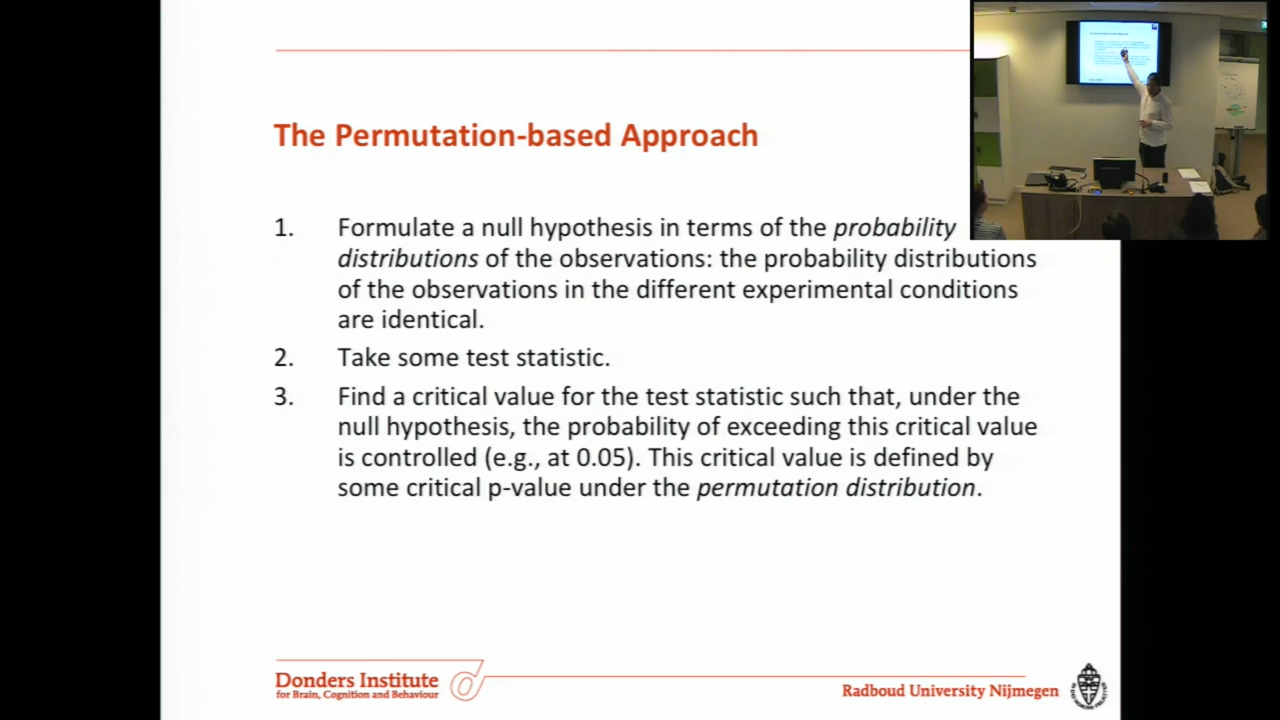 The Permutation-based Approach
1. Formulate a null hypothesis in terms of the probability
distributions of the observations: the probability distributions
of the observations in the different experimental conditions
are identical.
2. Take some test statistic.
3. Find a critical value for the test statistic such that, under the
null hypothesis, the probability of exceeding this critical value
is controlled (e.g., at 0.05). This critical value is defined by
some critical p-value under the permutation distribution.
Donders Institute
for Brain, Cognition and Behaviour
Radboud University Nijmegen